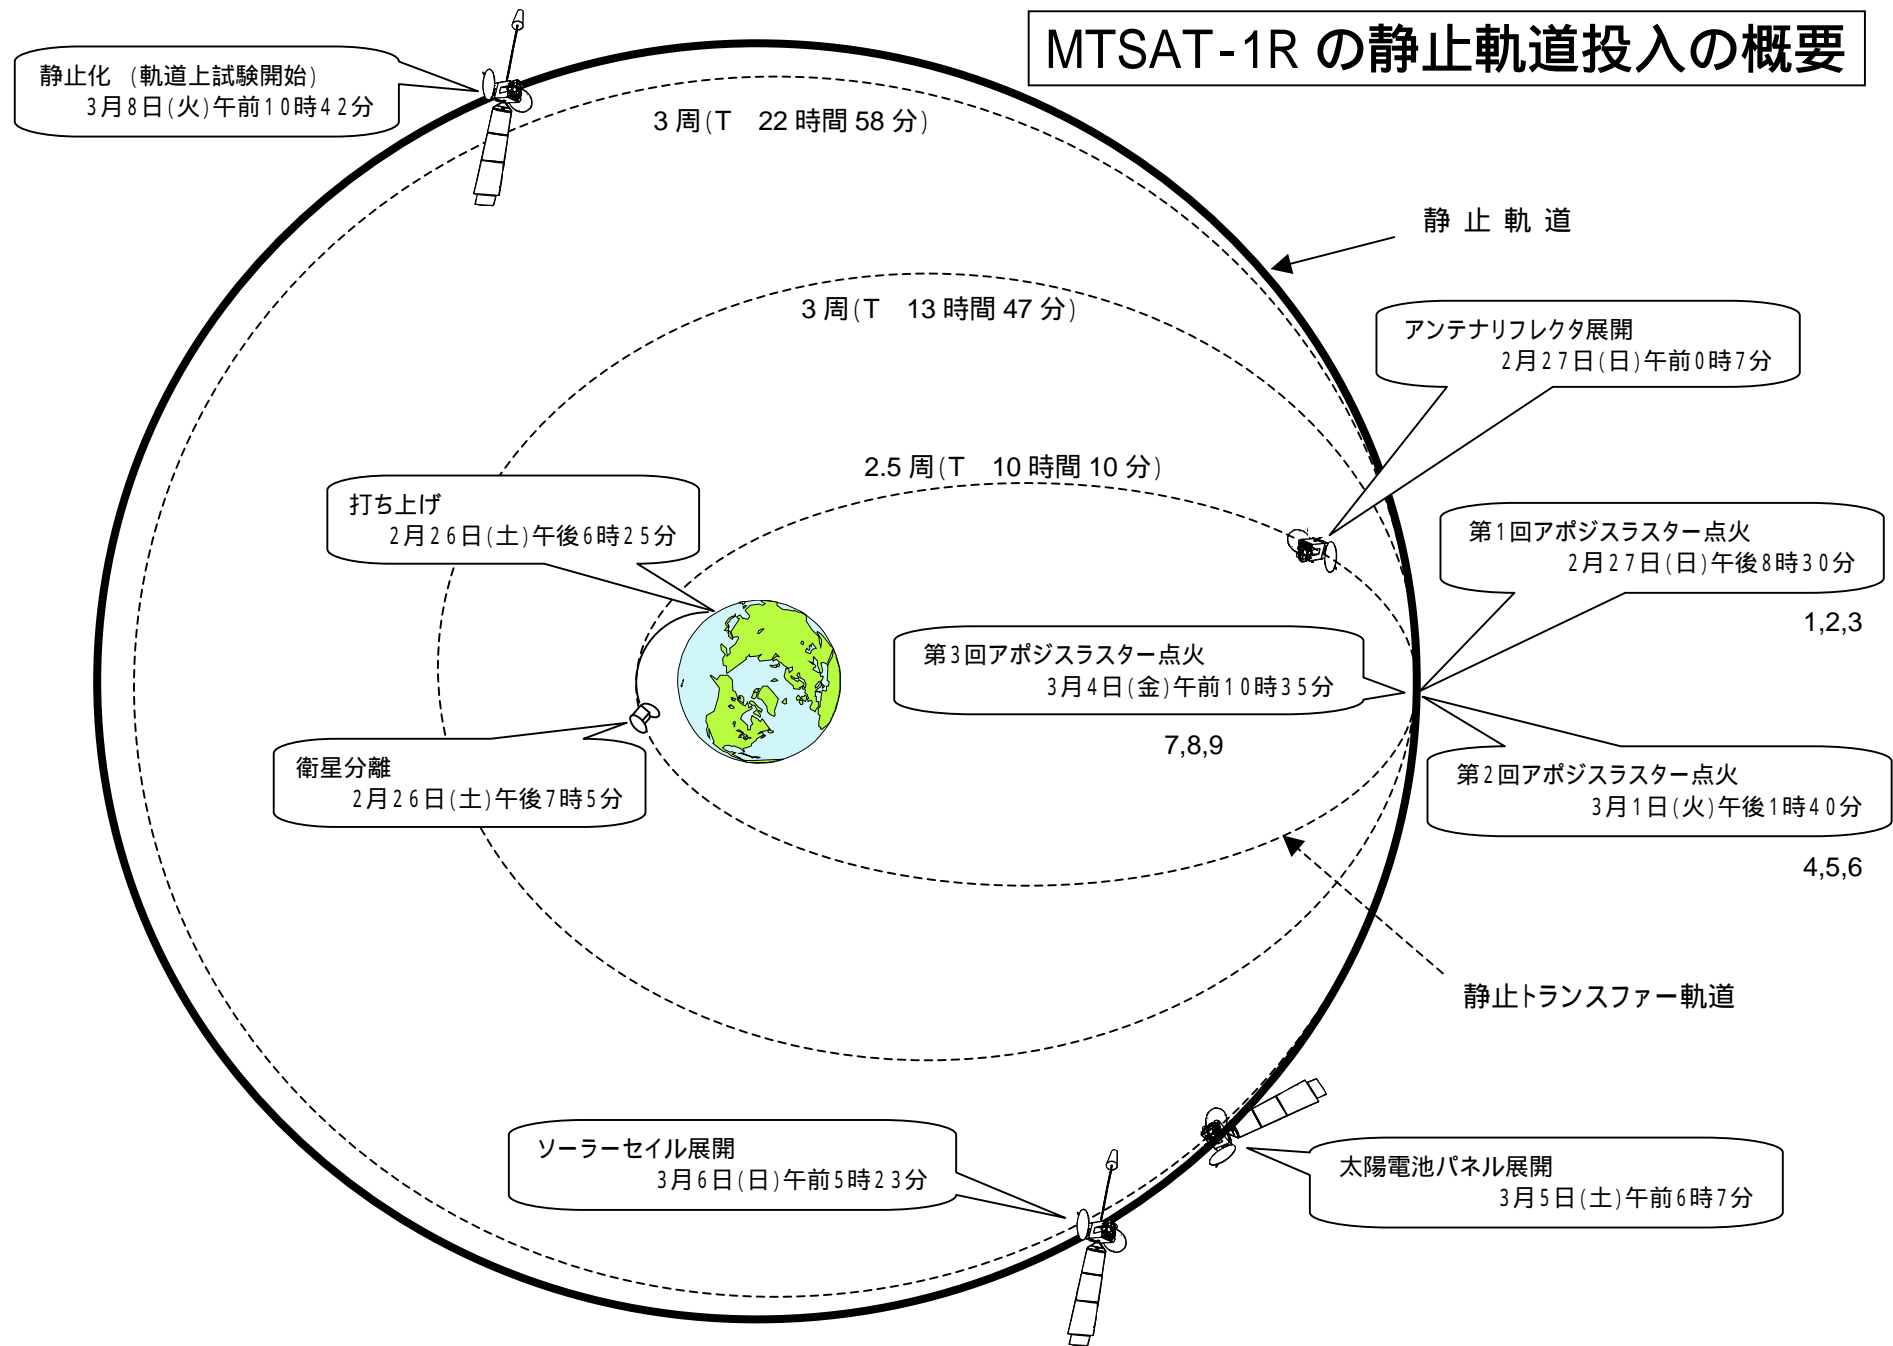 MTSAT-1R の静止軌道投入の概要
静止化 (軌道上試験開始)
3月8日(火)午前10時42分
3 周(T 22 時間 58 分)
静 止 軌 道
3 周(T 13 時間 47 分)
アンテナリフレクタ展開
2月27日(日)午前0時7分
2.5 周(T 10 時間 10 分)
打ち上げ
2月26日(土)午後6時25分
第1回アポジスラスター点火
2月27日(日)午後8時30分
1,2,3
第3回アポジスラスター点火
3月4日(金)午前10時35分
7,8,9
衛星分離
2月26日(土)午後7時5分
第2回アポジスラスター点火
3月1日(火)午後1時40分
4,5,6
静止トランスファー軌道
ソーラーセイル展開
3月6日(日)午前5時23分
太陽電池パネル展開
3月5日(土)午前6時7分